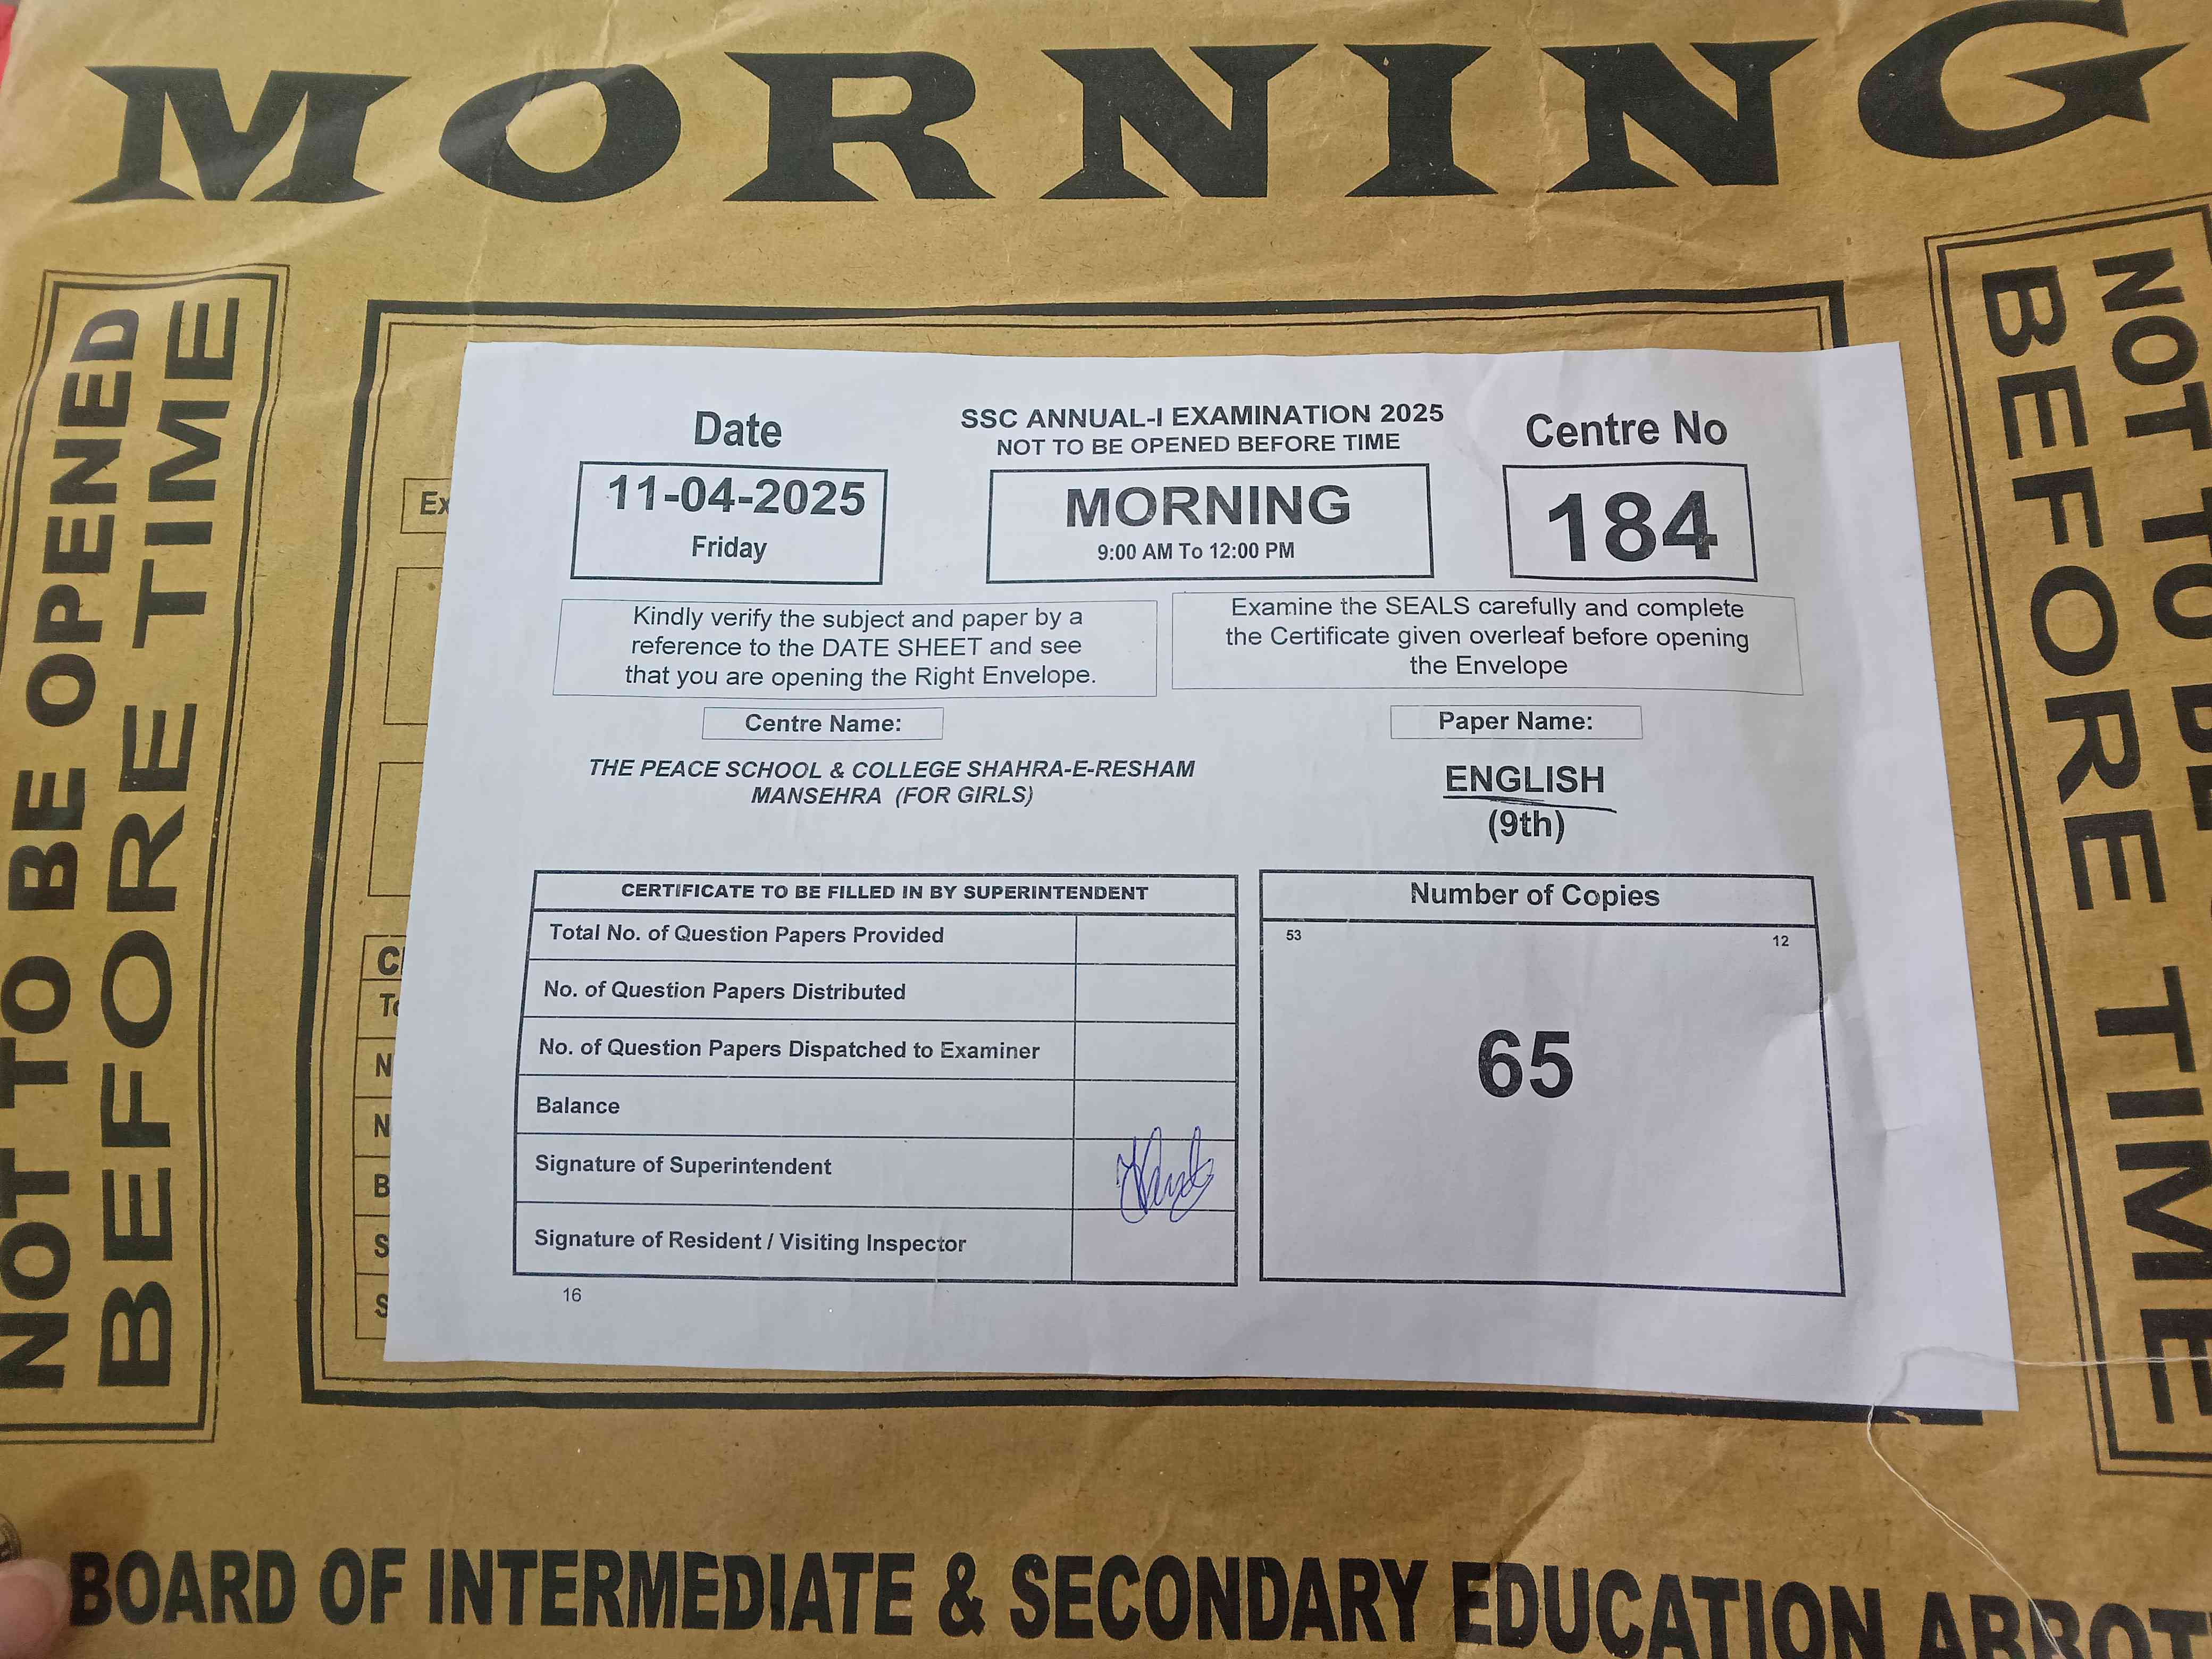 MORNING
NOT TO BE OPENED
BEFORE TIME
NOT TO BE
BEFORE TIME
Ex
Date
SSC ANNUAL-I EXAMINATION 2025
NOT TO BE OPENED BEFORE TIME
Centre No
11-04-2025
Friday
MORNING
9:00 AM To 12:00 PM
184
Kindly verify the subject and paper by a
reference to the DATE SHEET and see
that you are opening the Right Envelope.
Examine the SEALS carefully and complete
the Certificate given overleaf before opening
the Envelope
Centre Name:
Paper Name:
THE PEACE SCHOOL & COLLEGE SHAHRA-E-RESHAM
MANSEHRA (FOR GIRLS)
ENGLISH
(9th)
CERTIFICATE TO BE FILLED IN BY SUPERINTENDENT
Total No. of Question Papers Provided
No. of Question Papers Distributed
No. of Question Papers Dispatched to Examiner
Balance
Signature of Superintendent
Signature of Resident / Visiting Inspector
16
Number of Copies
53
12
65
N
N
B
S
S
BOARD OF INTERMEDIATE & SECONDARY EDUCATION ABBOT